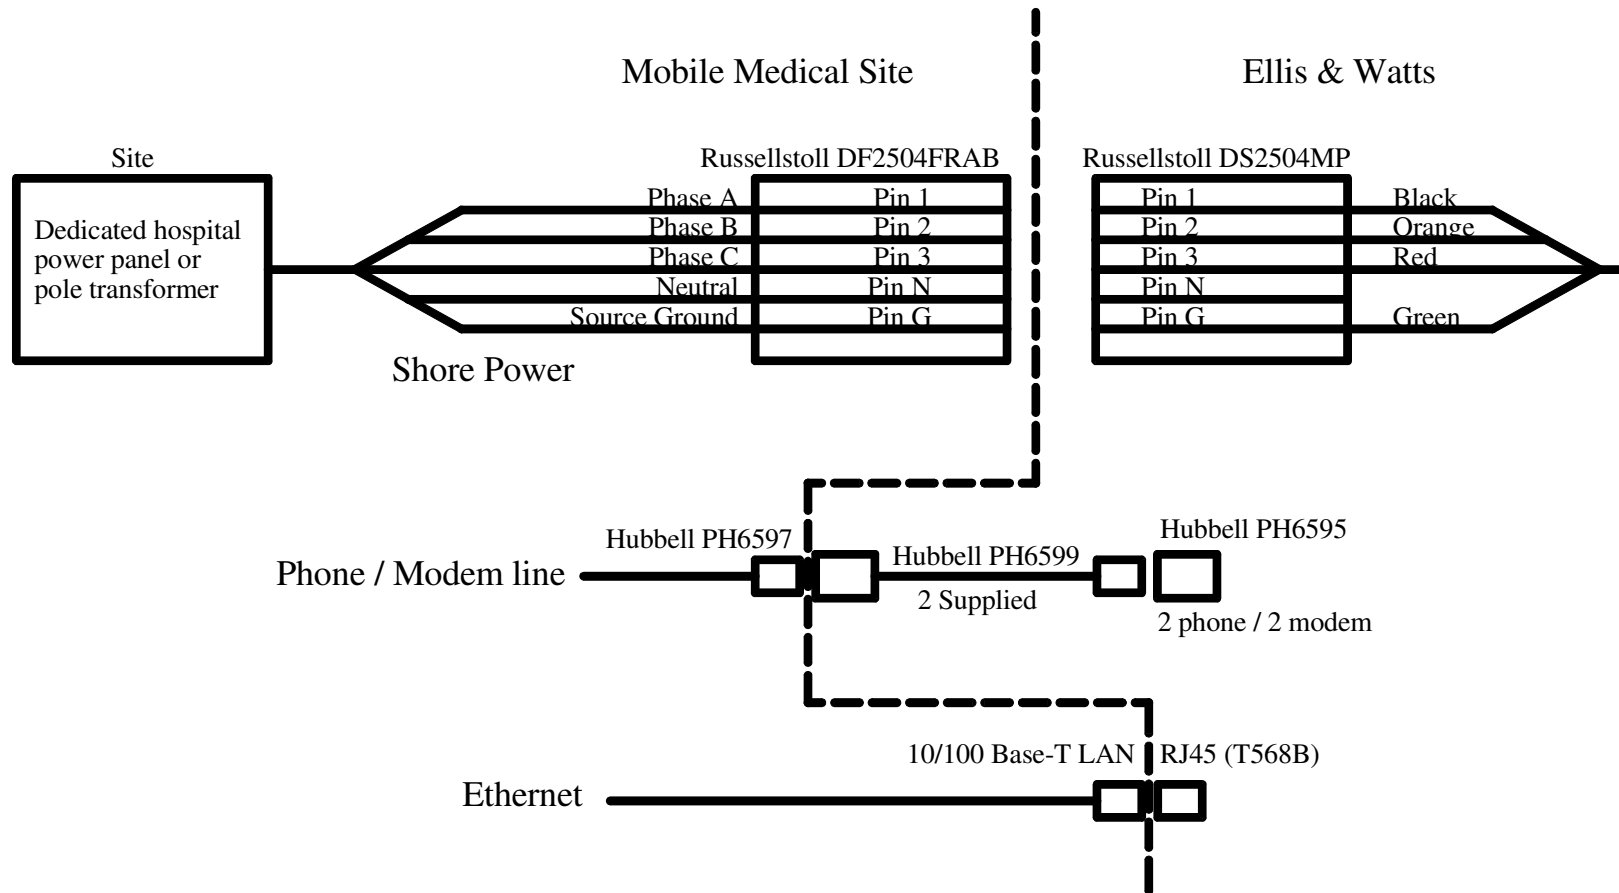 Mobile Medical Site
Ellis & Watts
Site
Russellstoll DF2504FRAB
Russellstoll DS2504MP
Dedicated hospital
power panel or
pole transformer
Phase A
Pin 1
Pin 1
Black
Phase B
Pin 2
Pin 2
Orange
Phase C
Pin 3
Pin 3
Red
Neutral
Pin N
Pin N
Source Ground
Pin G
Pin G
Green
Shore Power
Hubbell PH6597
Hubbell PH6599
Hubbell PH6595
Phone / Modem line
2 Supplied
2 phone / 2 modem
10/100 Base-T LAN
RJ45 (T568B)
Ethernet